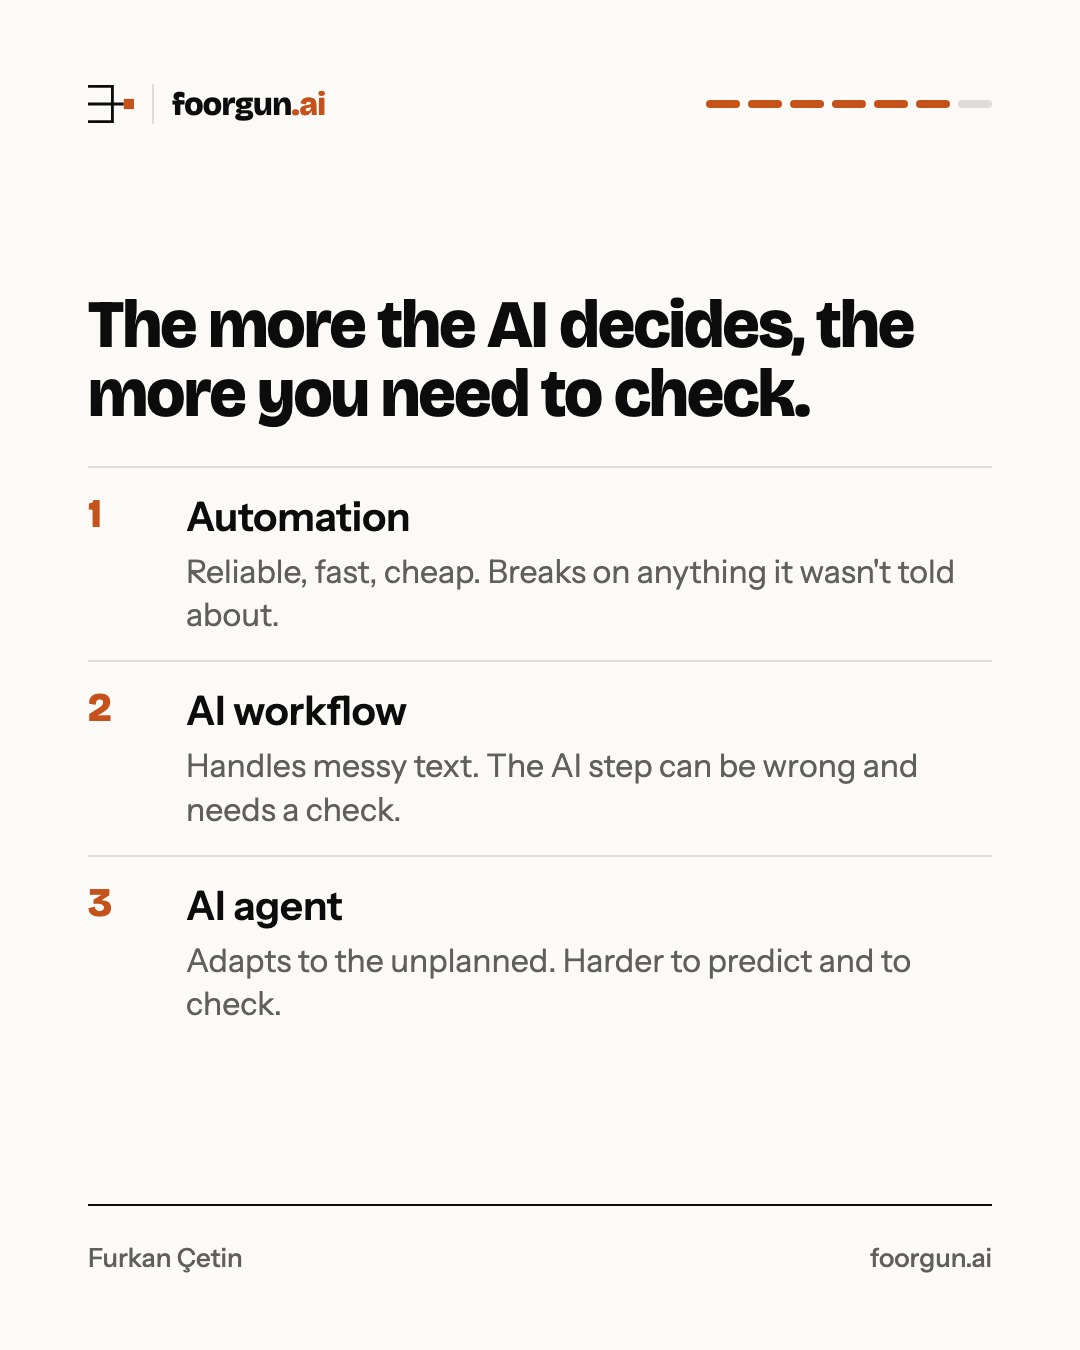 foorgun.ai
The more the AI decides, the
more you need to check.
1 Automation
Reliable, fast, cheap. Breaks on anything it wasn't told
about.
2 AI workflow
Handles messy text. The AI step can be wrong and
needs a check.
3 AI agent
Adapts to the unplanned. Harder to predict and to
check.
Furkan Çetin foorgun.ai